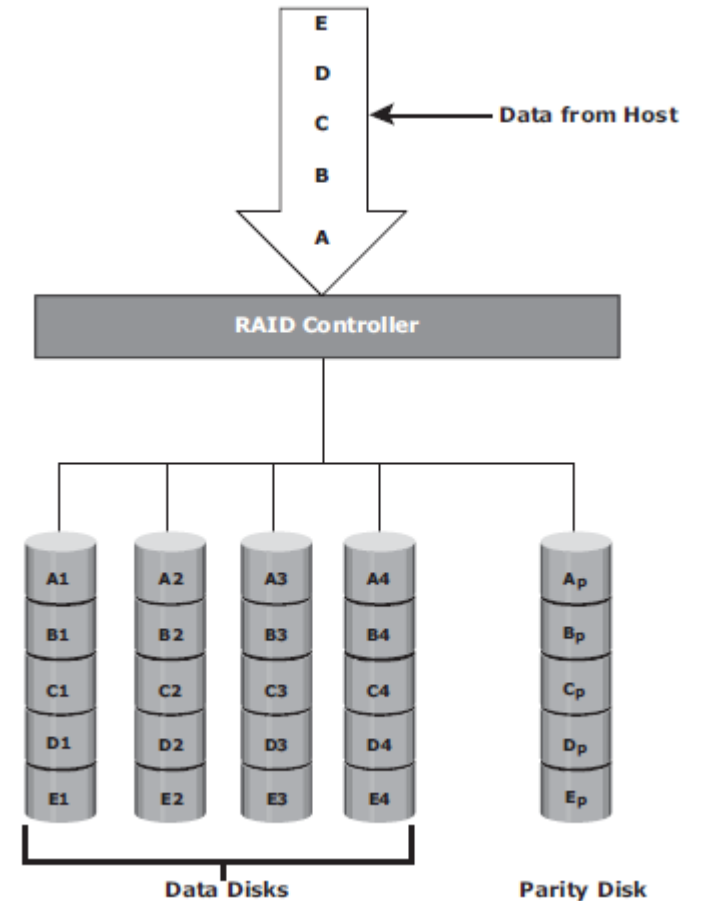 E
D
C
Data from Host
B
A
RAID Controller
A1 A2 A3 A4 Ap
B1 B2 B3 B4 Bp
C1 C2 C3 C4 Cp
D1 D2 D3 D4 Dp
E1 E2 E3 E4 Ep
Data Disks Parity Disk